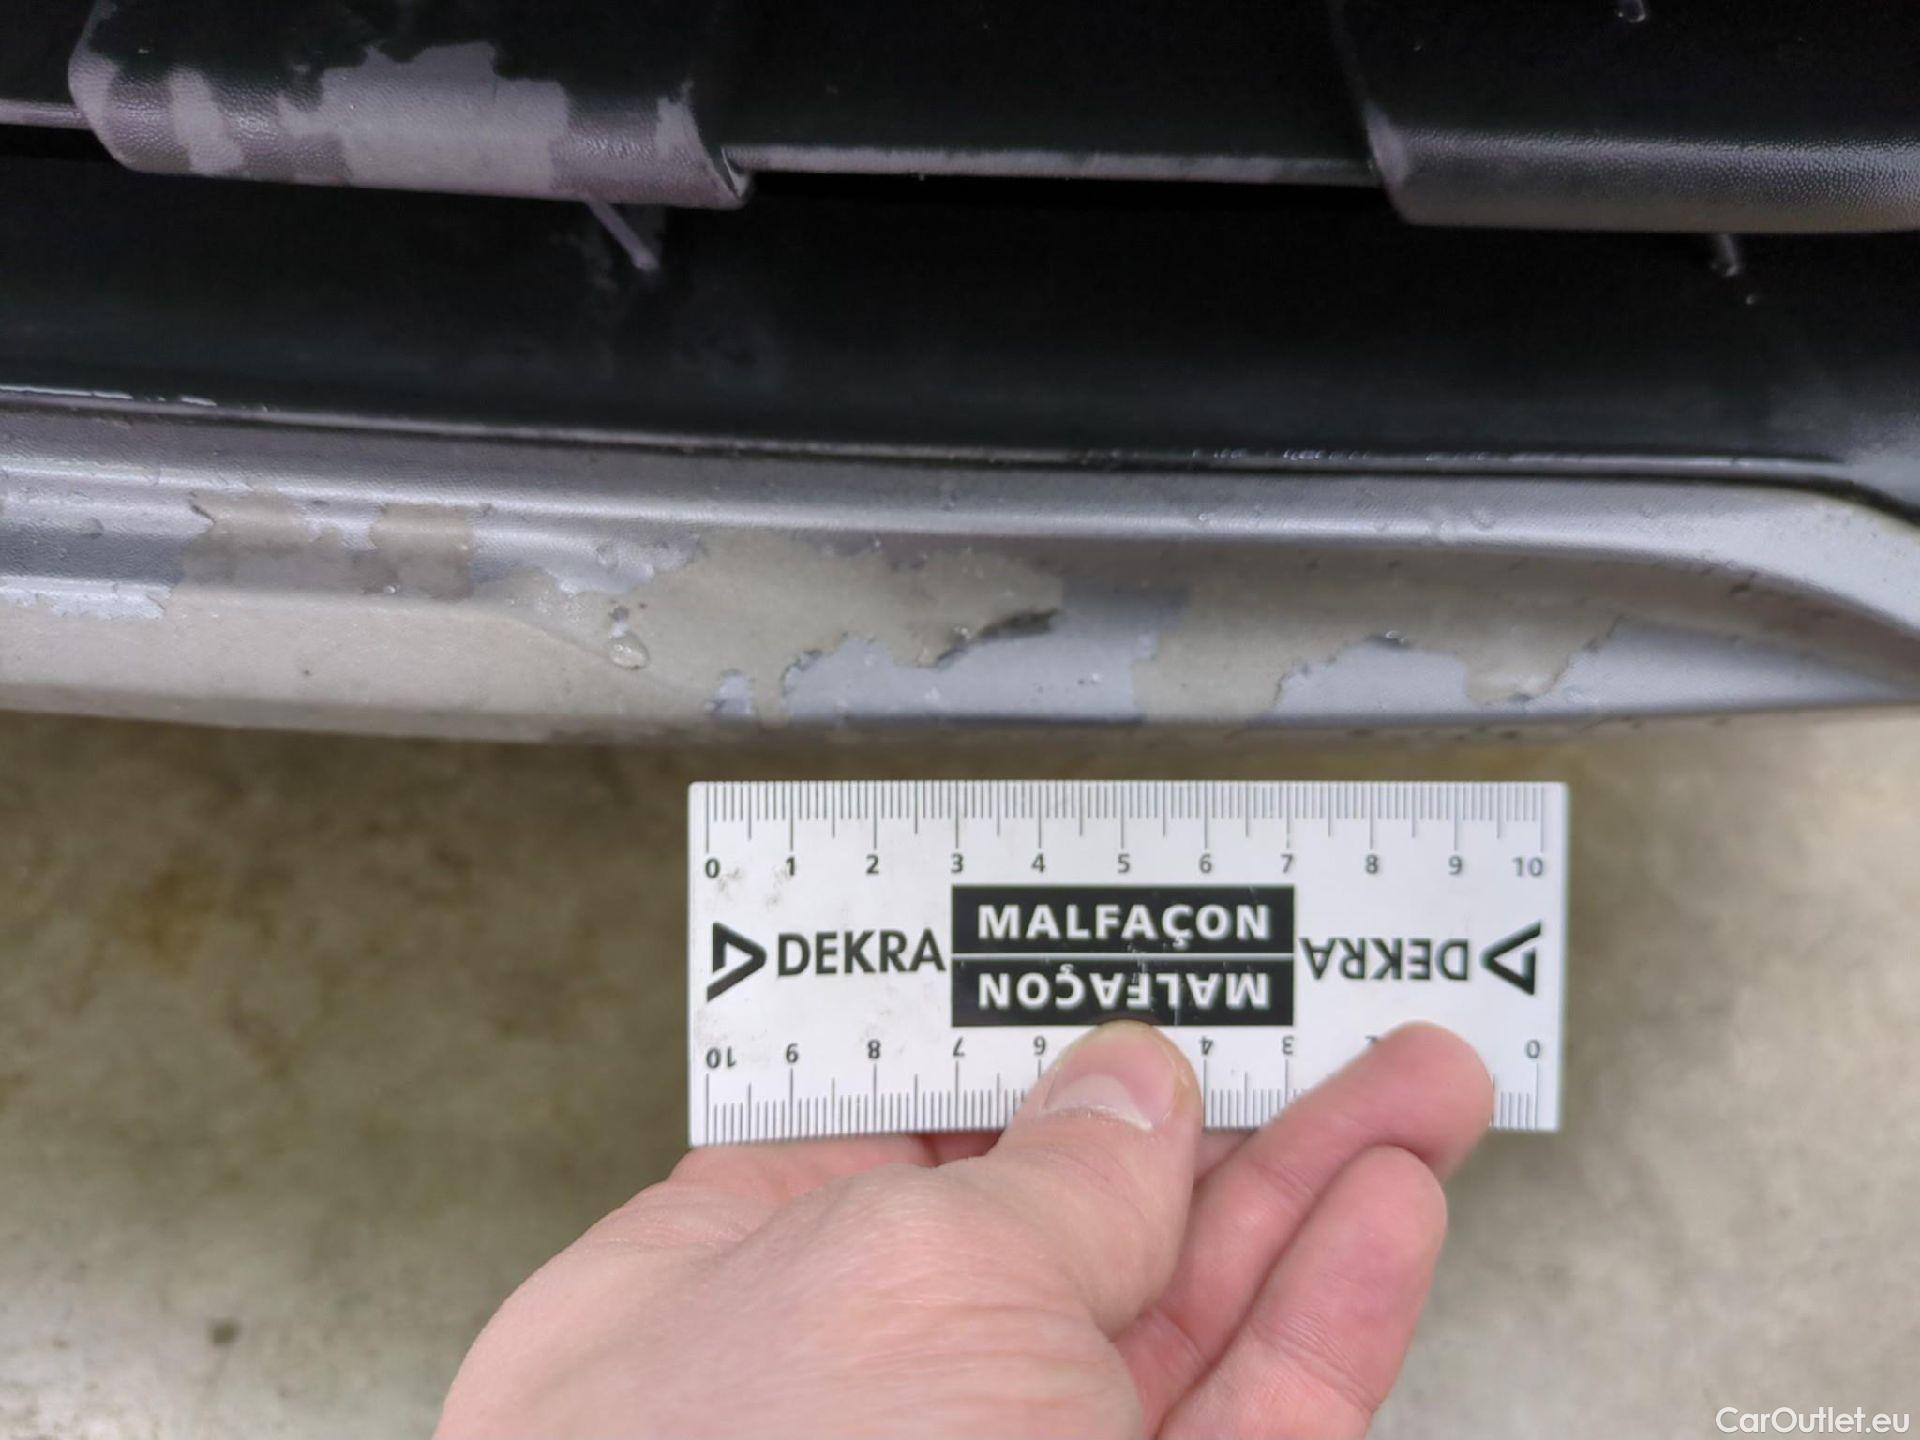 0 1 2 3 4 5 6 7 8 9 10
DEKRA MALFAÇON DEKRA
MALFAÇON
10 9 8 7 6 4 3 0
CarOutlet.eu